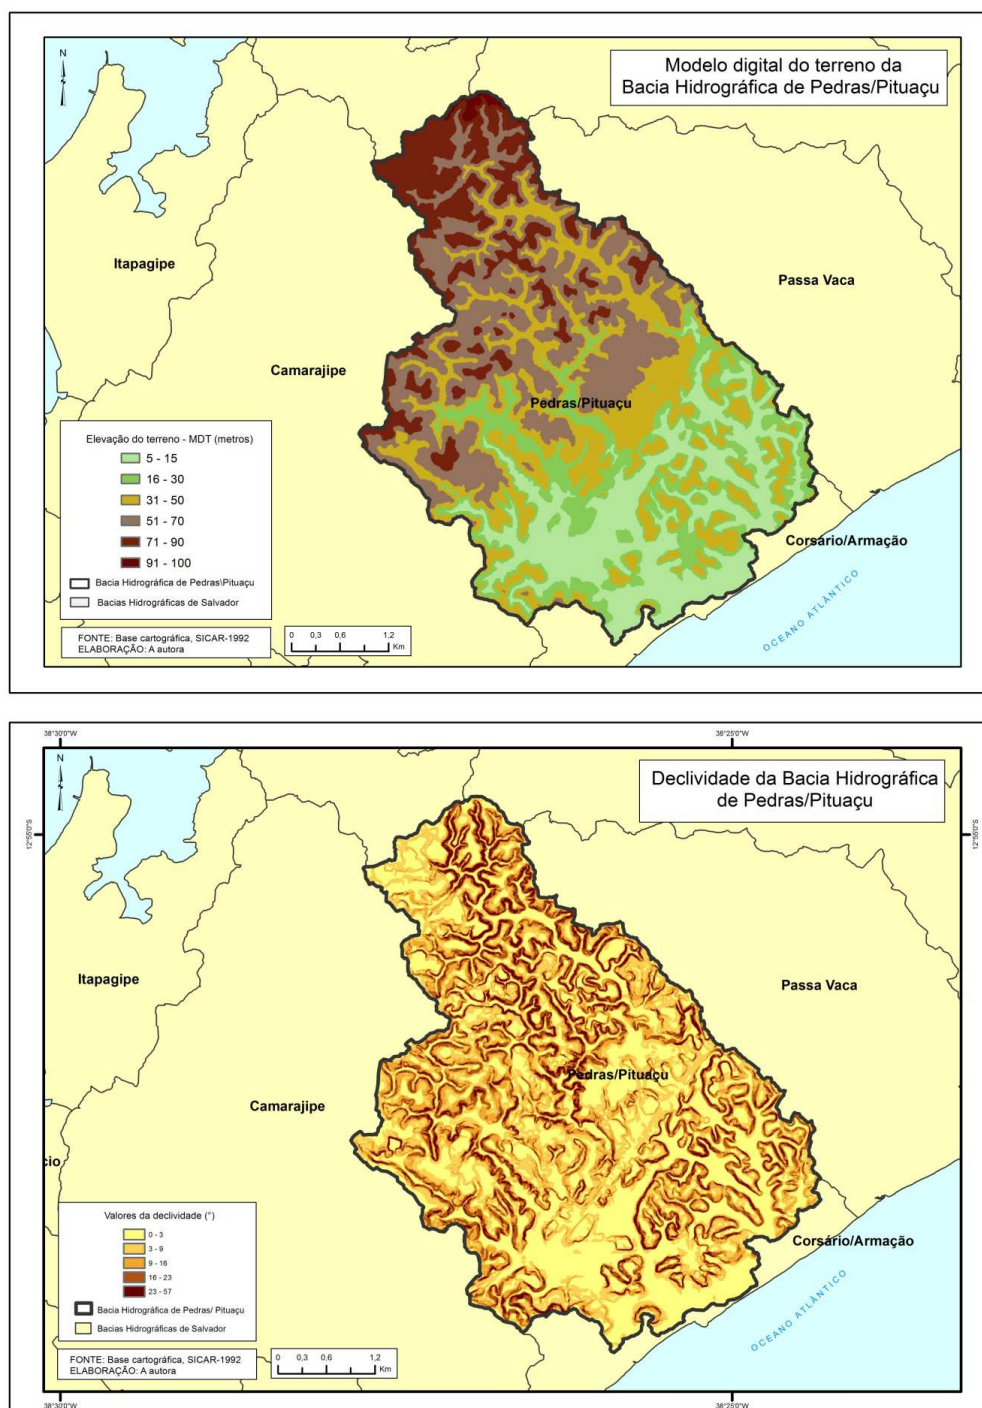 N
Modelo digital do terreno da
Bacia Hidrográfica de Pedras/Pituaçu
Itapagipe
Passa Vaca
Camarajipe
Pedras/Pituaçu
Elevação do terreno - MDT (metros)
5 - 15
16 - 30
31 - 50
51 - 70
71 - 90
91 - 100
Bacia Hidrográfica de Pedras\Pituaçu
Bacias Hidrográficas de Salvador
Corsário/Armação
OCEANO ATLÂNTICO
FONTE: Base cartográfica, SICAR-1992
ELABORAÇÃO: A autora
0 0,3 0,6 1,2
Km
38°30'0"W 38°25'0"W
N
Declividade da Bacia Hidrográfica
de Pedras/Pituaçu
12°55'0"S 12°55'0"S
Itapagipe
Passa Vaca
Pedras/Pituaçu
Camarajipe
cio
Valores da declividade (°)
0 - 3
3 - 9
9 - 16
16 - 23
23 - 57
Bacia Hidrográfica de Pedras/ Pituaçu
Bacias Hidrográficas de Salvador
Corsário/Armação
OCEANO ATLÂNTICO
FONTE: Base cartográfica, SICAR-1992
ELABORAÇÃO: A autora
0 0,3 0,6 1,2
Km
38°30'0"W 38°25'0"W